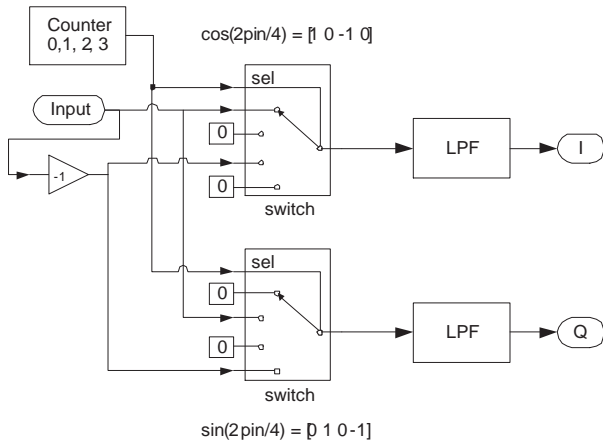 Counter
0,1, 2, 3
cos(2pin/4) = [1 0 -1 0]
sel
Input
0
-1
0
switch
LPF
I
sel
0
0
switch
LPF
Q
sin(2pin/4) = [0 1 0 -1]